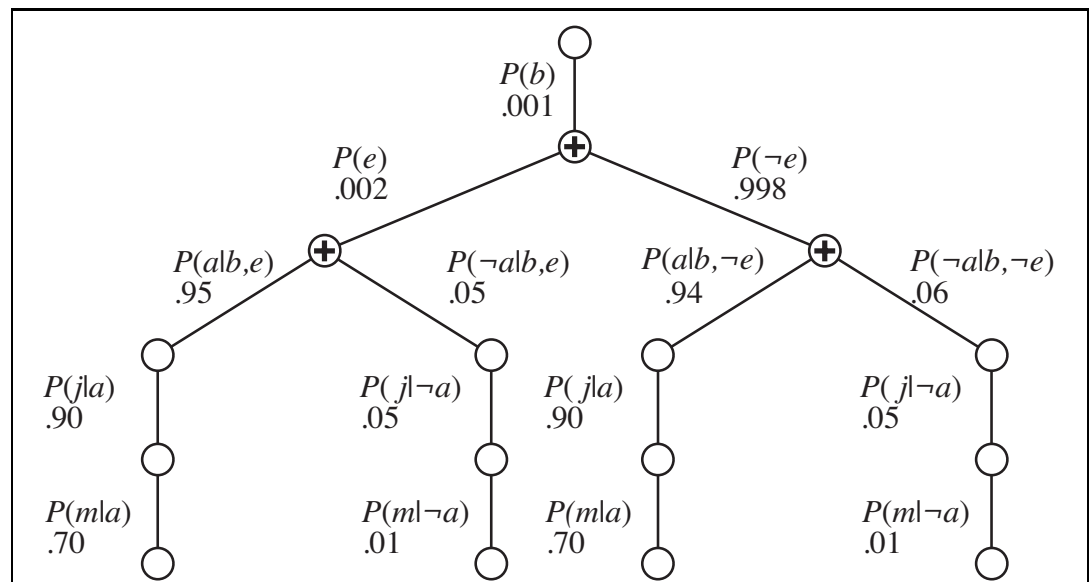 P(b)
.001
P(e)
.002
P(¬e)
.998
P(a|b,e)
.95
P(¬a|b,e)
.05
P(a|b,¬e)
.94
P(¬a|b,¬e)
.06
P(j|a)
.90
P(j|¬a)
.05
P(j|a)
.90
P(j|¬a)
.05
P(m|a)
.70
P(m|¬a)
.01
P(m|a)
.70
P(m|¬a)
.01